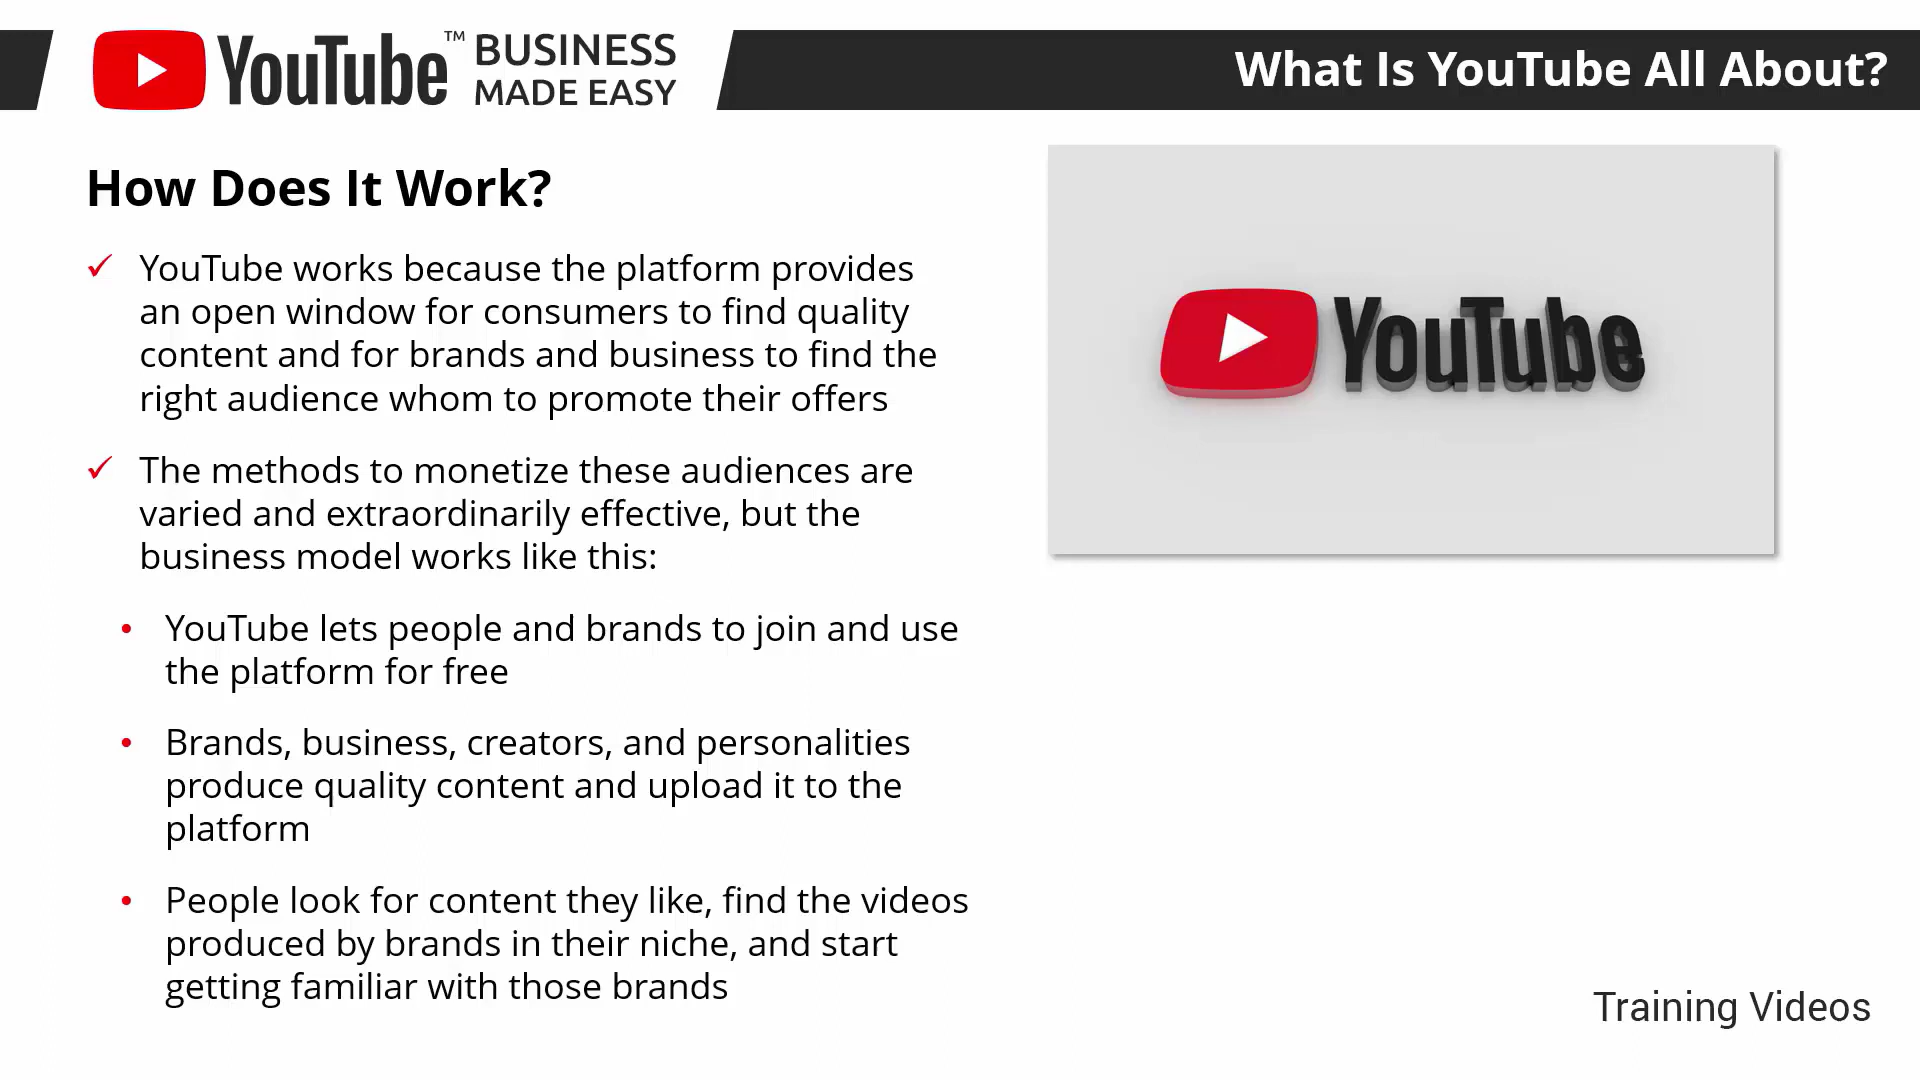 YouTube™ BUSINESS
MADE EASY
What Is YouTube All About?
How Does It Work?
YouTube works because the platform provides
an open window for consumers to find quality
content and for brands and business to find the
right audience whom to promote their offers
The methods to monetize these audiences are
varied and extraordinarily effective, but the
business model works like this:
• YouTube lets people and brands to join and use
the platform for free
• Brands, business, creators, and personalities
produce quality content and upload it to the
platform
• People look for content they like, find the videos
produced by brands in their niche, and start
getting familiar with those brands
YouTube
Training Videos